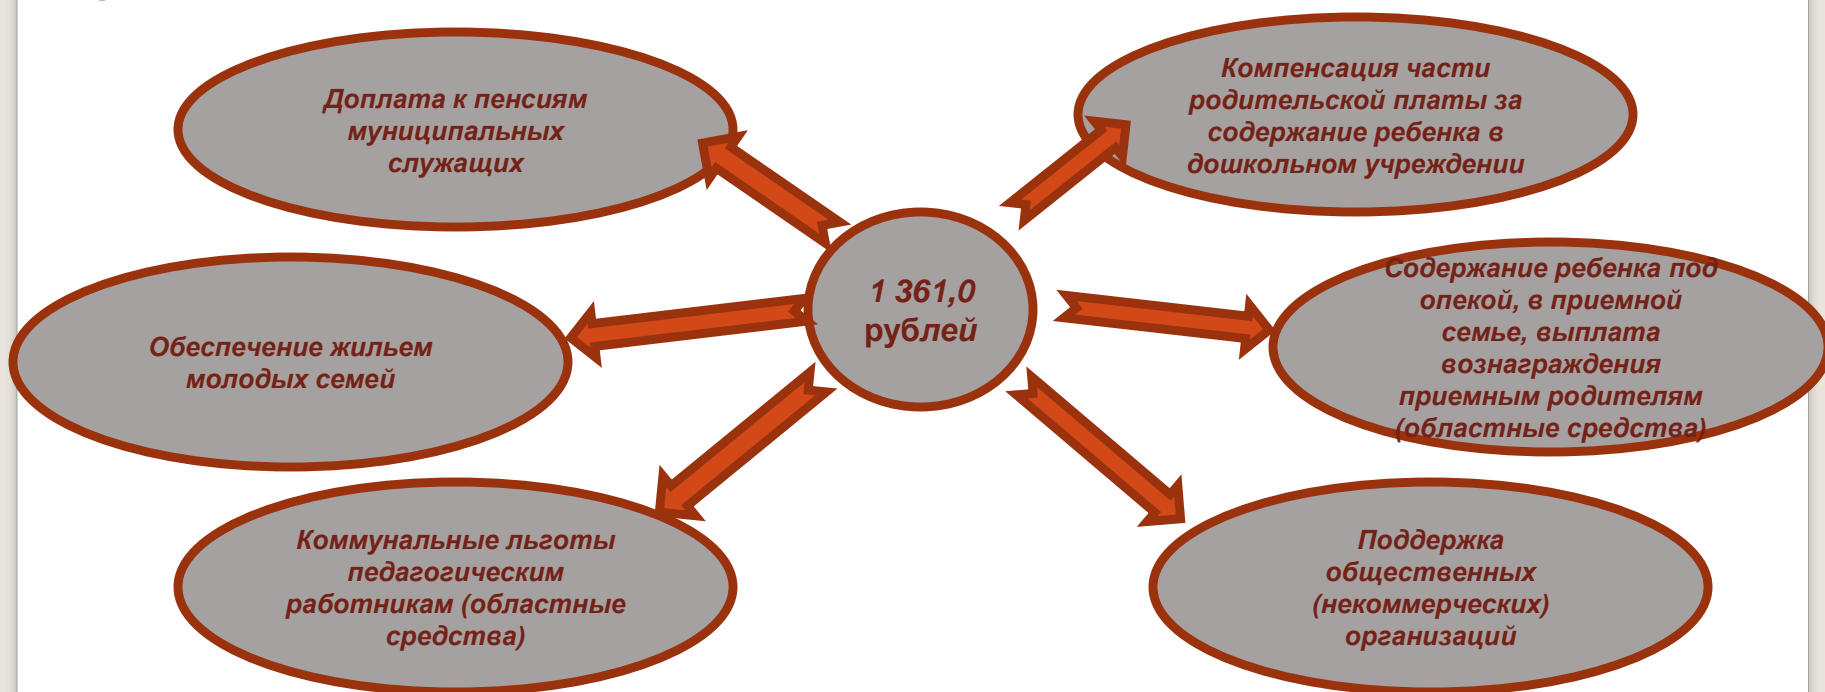 Доплата к пенсиям
муниципальных
служащих
Компенсация части
родительской платы за
содержание ребенка в
дошкольном учреждении
1 361,0
рублей
Обеспечение жильем
молодых семей
Содержание ребенка под
опекой, в приемной
семье, выплата
вознаграждения
приемным родителям
(областные средства)
Коммунальные льготы
педагогическим
работникам (областные
средства)
Поддержка
общественных
(некоммерческих)
организаций